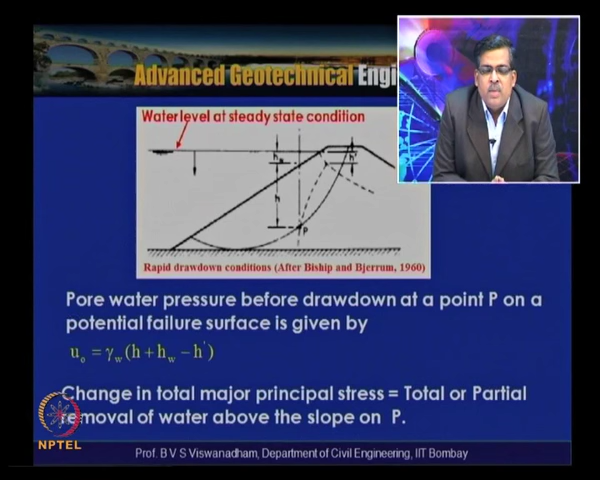 Advanced Geotechnical Engi
Water level at steady state condition
hw
h'
h
P
Rapid drawdown conditions (After Biship and Bjerrum, 1960)
Pore water pressure before drawdown at a point P on a
potential failure surface is given by
u₀ = γw(h + hw − h')
Change in total major principal stress = Total or Partial
removal of water above the slope on P.
NPTEL
Prof. B V S Viswanadham, Department of Civil Engineering, IIT Bombay